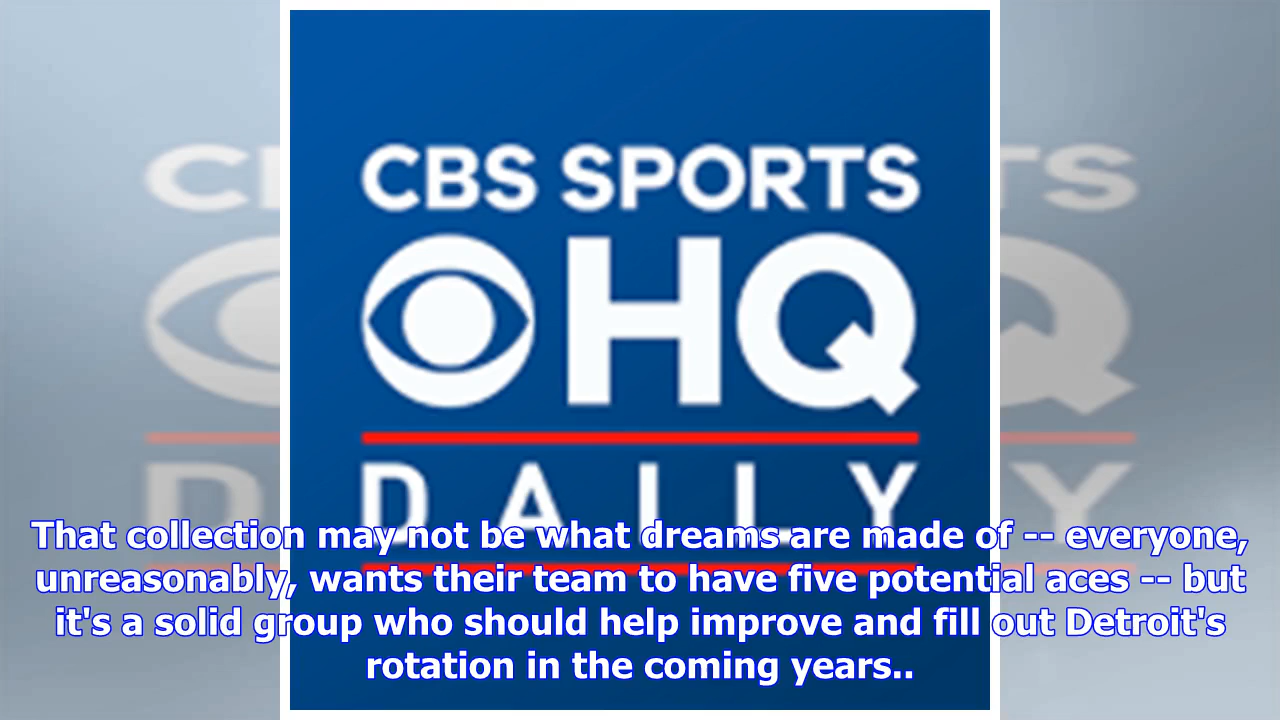 CBS SPORTS
HQ
DAILY
That collection may not be what dreams are made of -- everyone,
unreasonably, wants their team to have five potential aces -- but
it's a solid group who should help improve and fill out Detroit's
rotation in the coming years..